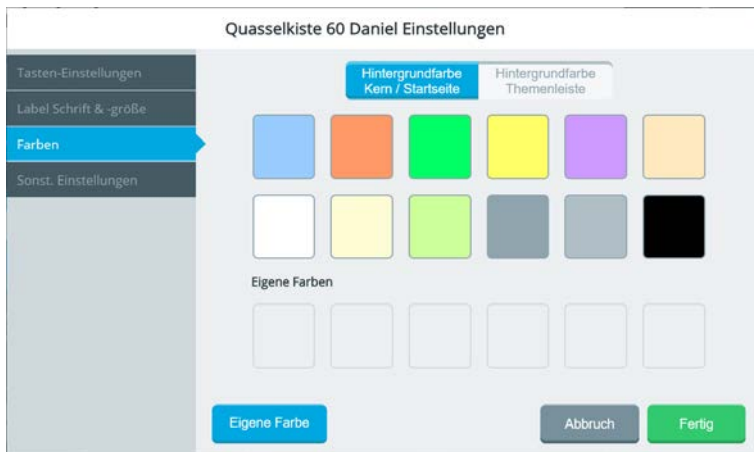 Quasselkiste 60 Daniel Einstellungen
Tasten-Einstellungen
Label Schrift & -größe
Farben
Sonst. Einstellungen
Hintergrundfarbe
Kern / Startseite
Hintergrundfarbe
Themenleiste
Eigene Farben
Eigene Farbe
Abbruch
Fertig